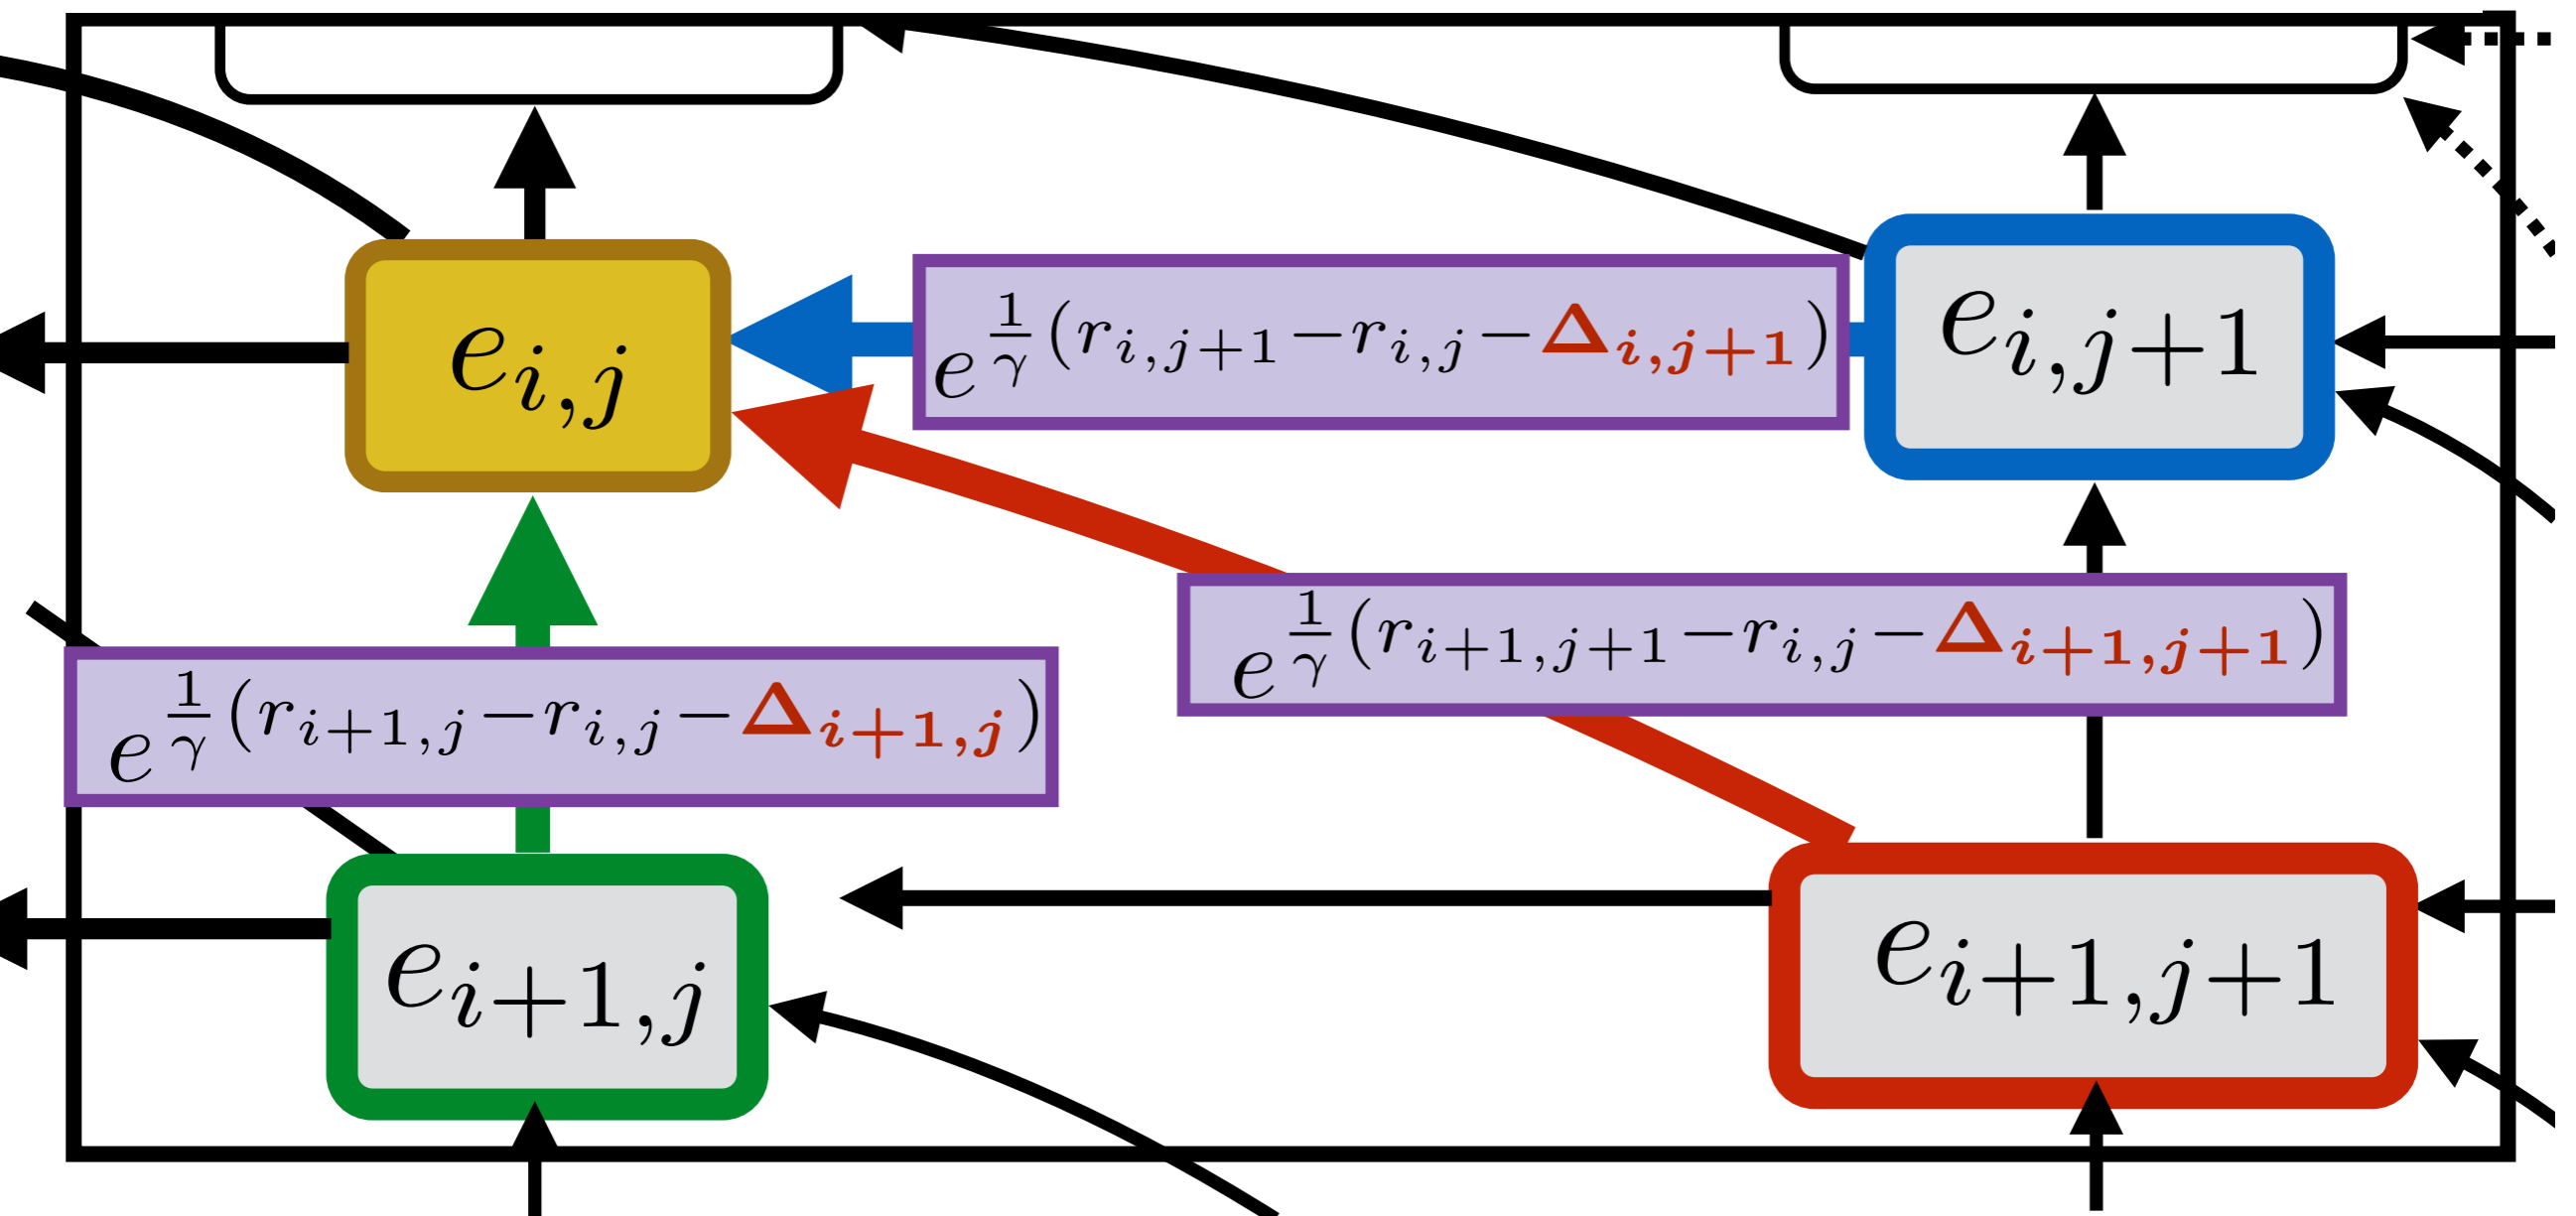 $e_{i,j}$
$e^{\frac{1}{\gamma}(r_{i,j+1}-r_{i,j}-\Delta_{i,j+1})}$
$e_{i,j+1}$
$e^{\frac{1}{\gamma}(r_{i+1,j+1}-r_{i,j}-\Delta_{i+1,j+1})}$
$e^{\frac{1}{\gamma}(r_{i+1,j}-r_{i,j}-\Delta_{i+1,j})}$
$e_{i+1,j}$
$e_{i+1,j+1}$